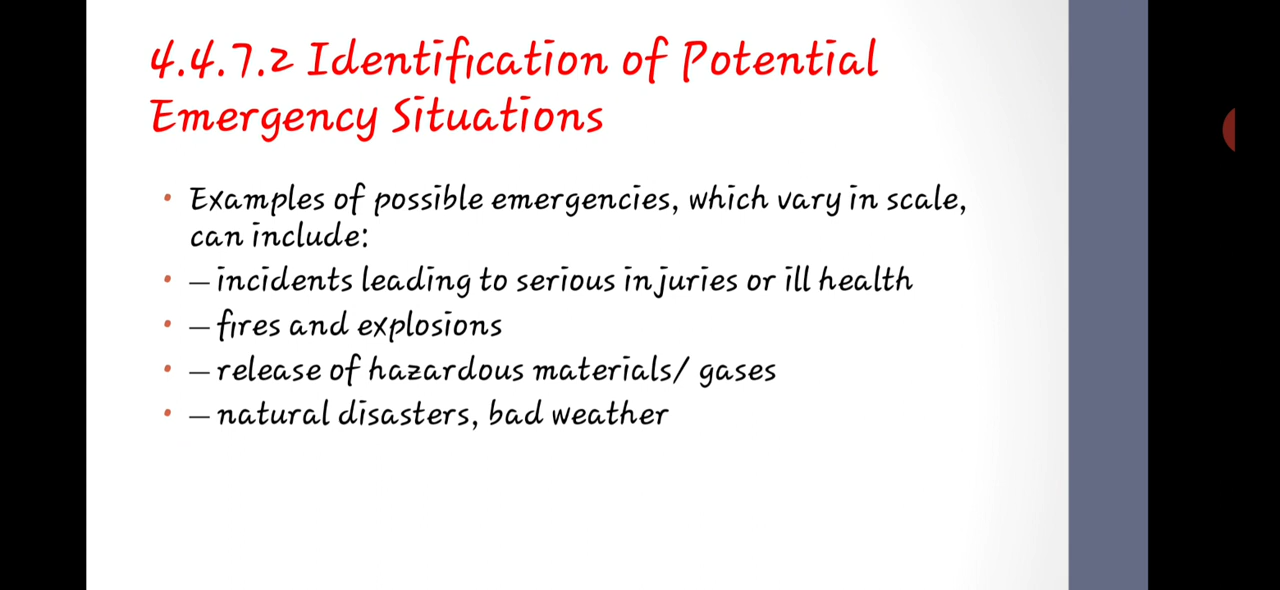 4.4.7.2 Identification of Potential
Emergency Situations
• Examples of possible emergencies, which vary in scale,
can include:
• — incidents leading to serious injuries or ill health
• — fires and explosions
• — release of hazardous materials/ gases
• — natural disasters, bad weather